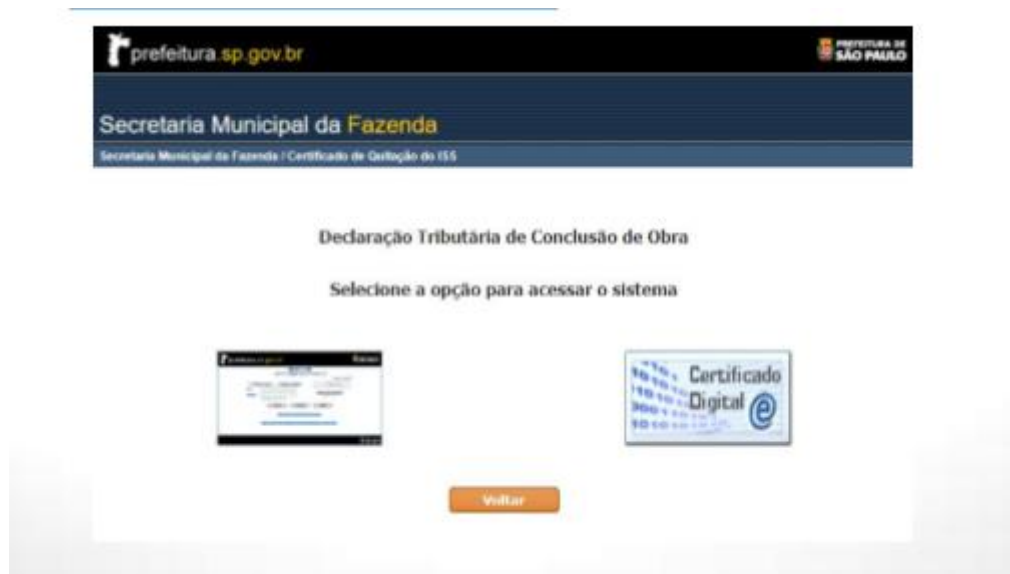 prefeitura.sp.gov.br
PREFEITURA DE
SÃO PAULO
Secretaria Municipal da Fazenda
Secretaria Municipal da Fazenda / Certificado de Quitação do ISS
Declaração Tributária de Conclusão de Obra
Selecione a opção para acessar o sistema
Certificado
Digital
Voltar